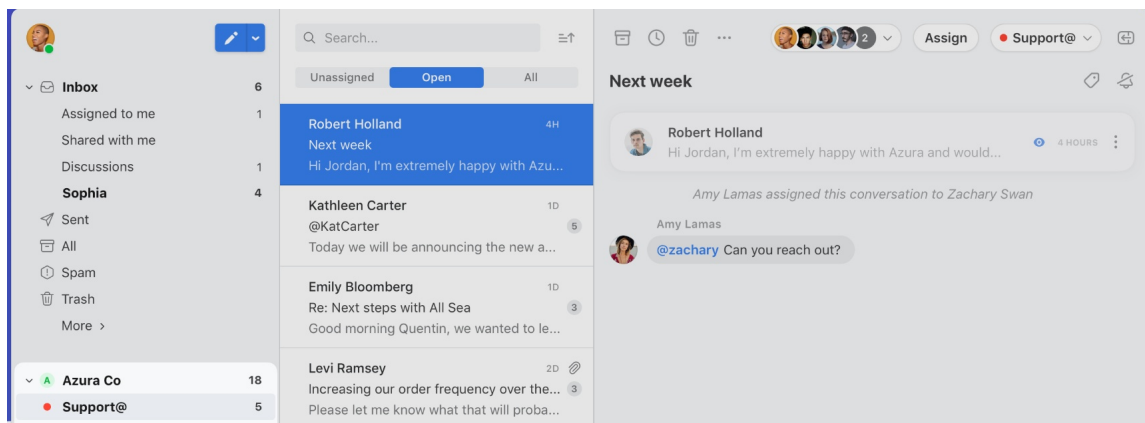 Inbox 6
Assigned to me 1
Shared with me
Discussions 1
Sophia 4
Sent
All
Spam
Trash
More >
A Azura Co 18
Support@ 5
Search...
Unassigned Open All
Robert Holland 4H
Next week
Hi Jordan, I'm extremely happy with Azu...
Kathleen Carter 1D
@KatCarter 5
Today we will be announcing the new a...
Emily Bloomberg 1D
Re: Next steps with All Sea 3
Good morning Quentin, we wanted to le...
Levi Ramsey 2D
Increasing our order frequency over the... 3
Please let me know what that will proba...
2 Assign Support@
Next week
Robert Holland
Hi Jordan, I'm extremely happy with Azura and would... 4 HOURS
Amy Lamas assigned this conversation to Zachary Swan
Amy Lamas
@zachary Can you reach out?